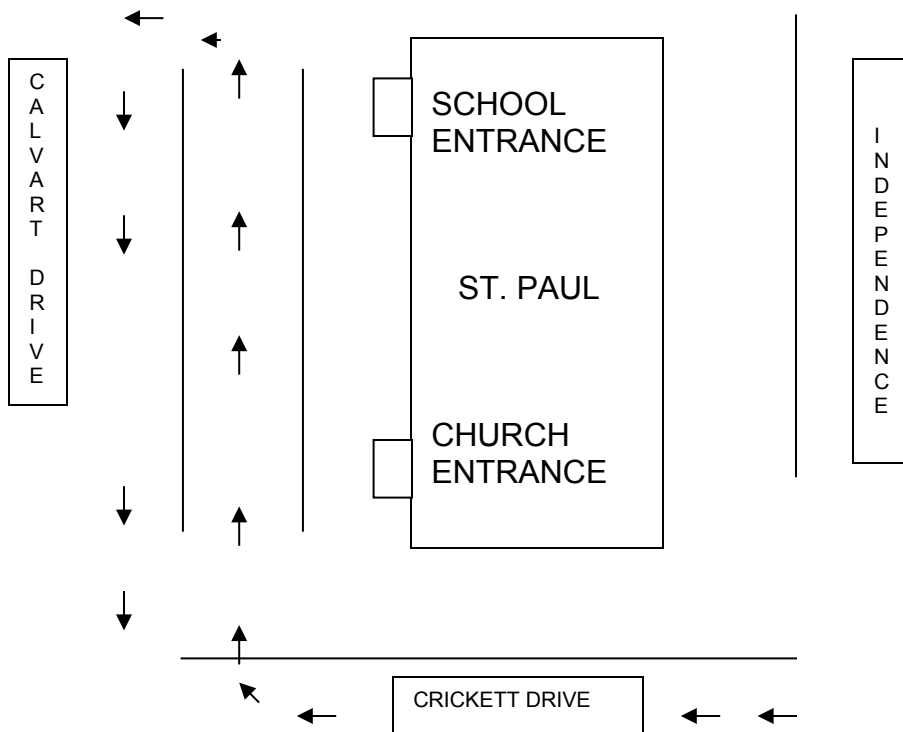 CALVART DRIVE
SCHOOL
ENTRANCE
ST. PAUL
CHURCH
ENTRANCE
INDEPENDENCE
CRICKETT DRIVE